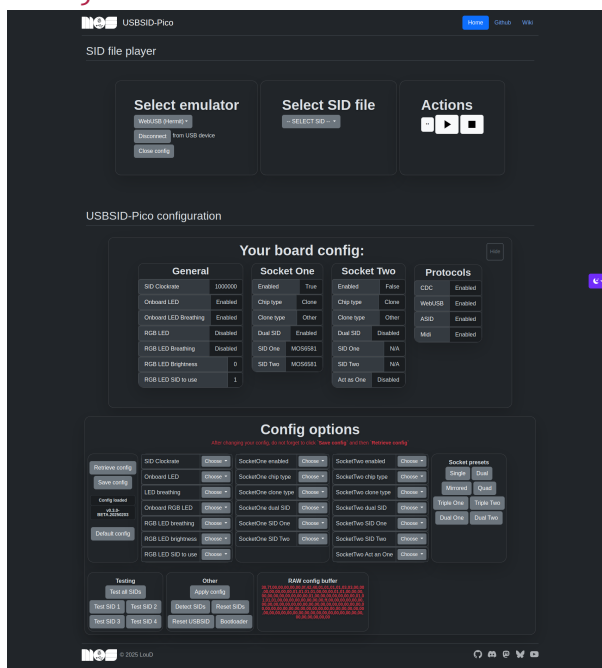 USBSID-Pico
Home Github Wiki
SID file player
Select emulator
WebUSB (Hermit)
Disconnect from USB device
Close config
Select SID file
-- SELECT SID --
Actions
USBSID-Pico configuration
Your board config:
General
SID Clockrate 1000000
Onboard LED Enabled
Onboard LED Breathing Enabled
RGB LED Disabled
RGB LED Breathing Disabled
RGB LED Brightness 0
RGB LED SID to use 1
Socket One
Enabled True
Chip type Clone
Clone type Other
Dual SID Enabled
SID One MOS6581
SID Two MOS6581
Socket Two
Enabled False
Chip type Clone
Clone type Other
Dual SID Disabled
SID One N/A
SID Two N/A
Act as One Disabled
Protocols
CDC Enabled
WebUSB Enabled
ASID Enabled
Midi Enabled
Config options
After changing your config, do not forget to click 'Save config' and then 'Retrieve config'
Retrieve config
Save config
Config loaded
Default config
SID Clockrate Choose
Onboard LED Choose
LED breathing Choose
Onboard RGB LED Choose
RGB LED breathing Choose
RGB LED brightness Choose
RGB LED SID to use Choose
SocketOne enabled Choose
SocketOne chip type Choose
SocketOne clone type Choose
SocketOne dual SID Choose
SocketOne SID One Choose
SocketOne SID Two Choose
SocketTwo enabled Choose
SocketTwo chip type Choose
SocketTwo clone type Choose
SocketTwo dual SID Choose
SocketTwo SID One Choose
SocketTwo SID Two Choose
SocketTwo Act an One Choose
Socket presets
Single Dual
Mirrored Quad
Triple One Triple Two
Dual One Dual Two
Testing
Test all SIDs
Test SID 1 Test SID 2
Test SID 3 Test SID 4
Other
Apply config
Detect SIDs Reset SIDs
Reset USBSID Bootloader
RAW config buffer
© 2025 LouD